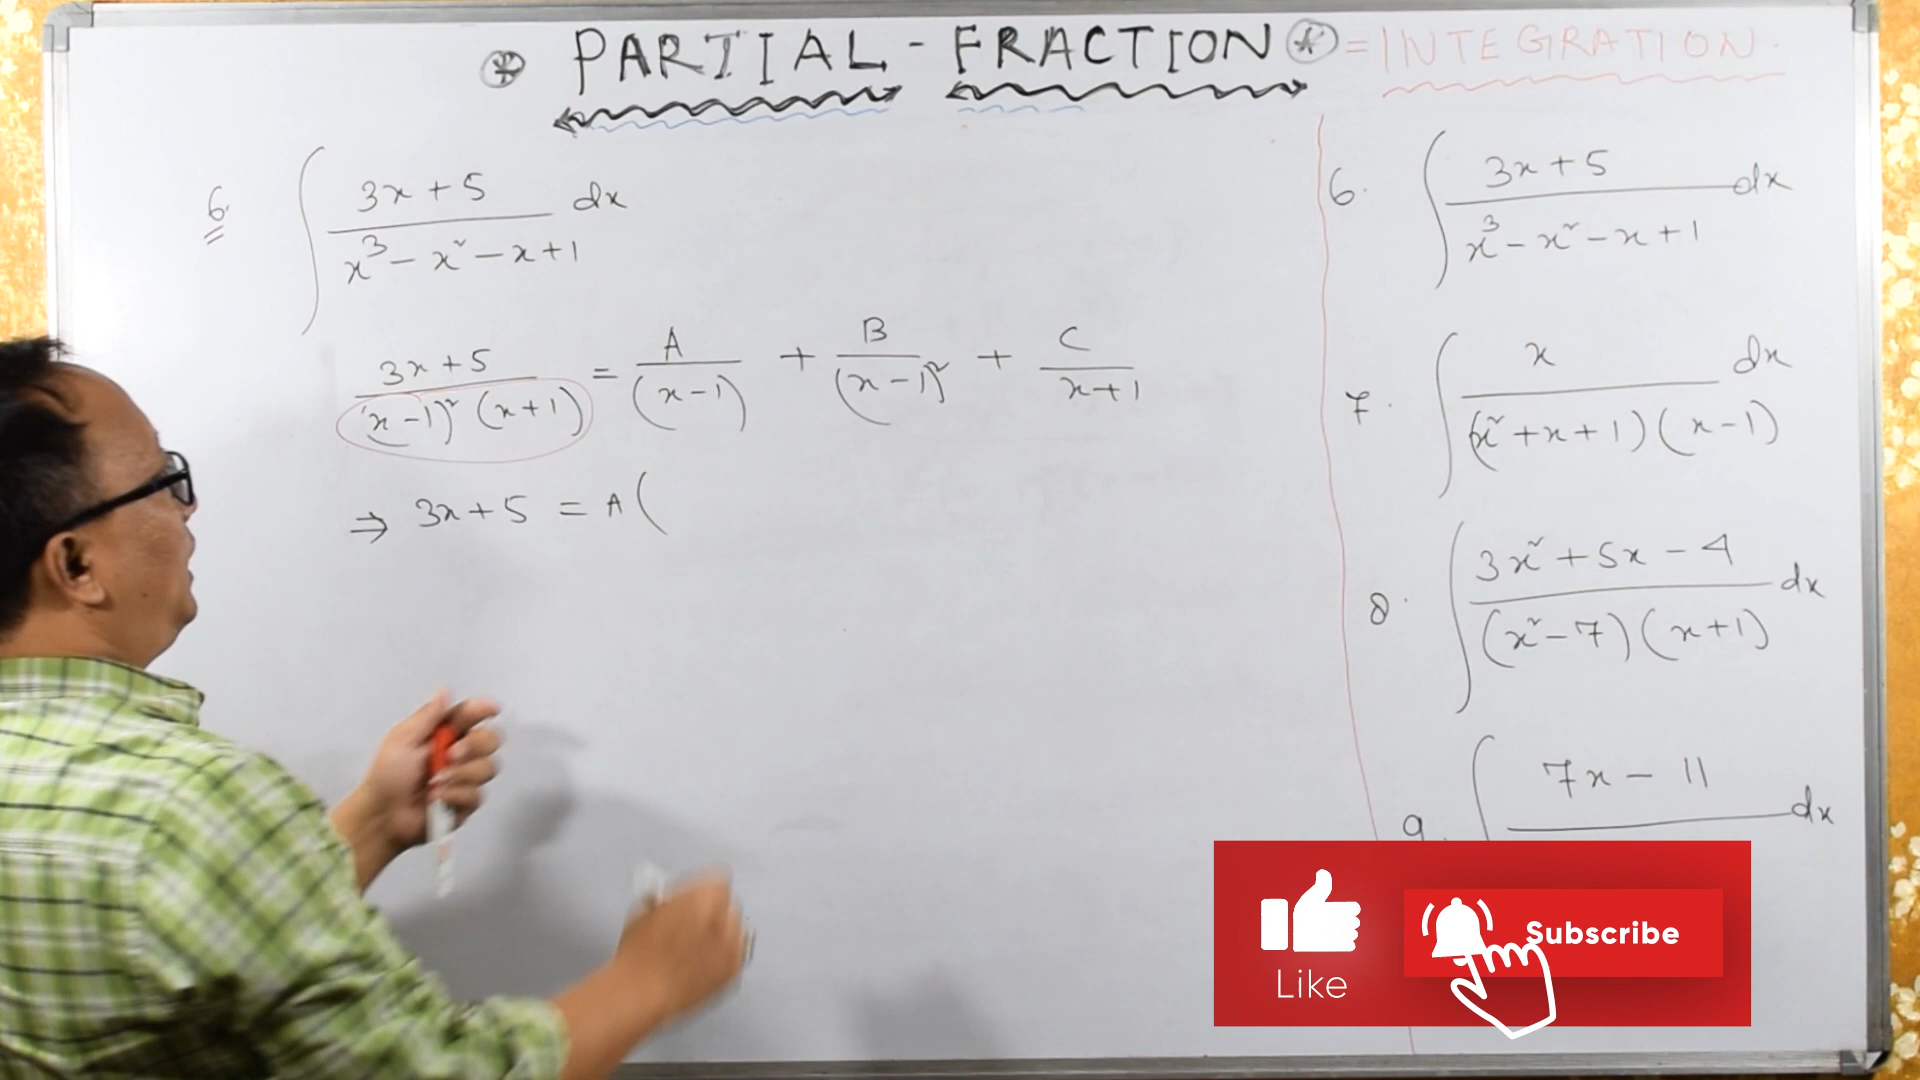 * PARTIAL - FRACTION * = INTEGRATION.
6. ∫ (3x + 5)/(x³ - x² - x + 1) dx
(3x + 5)/((x - 1)² (x + 1)) = A/(x - 1) + B/(x - 1)² + C/(x + 1)
⇒ 3x + 5 = A (
6. ∫ (3x + 5)/(x³ - x² - x + 1) dx
7. ∫ x/((x² + x + 1)(x - 1)) dx
8. ∫ (3x² + 5x - 4)/((x² - 7)(x + 1)) dx
9. ∫ 7x - 11 dx
Like
Subscribe